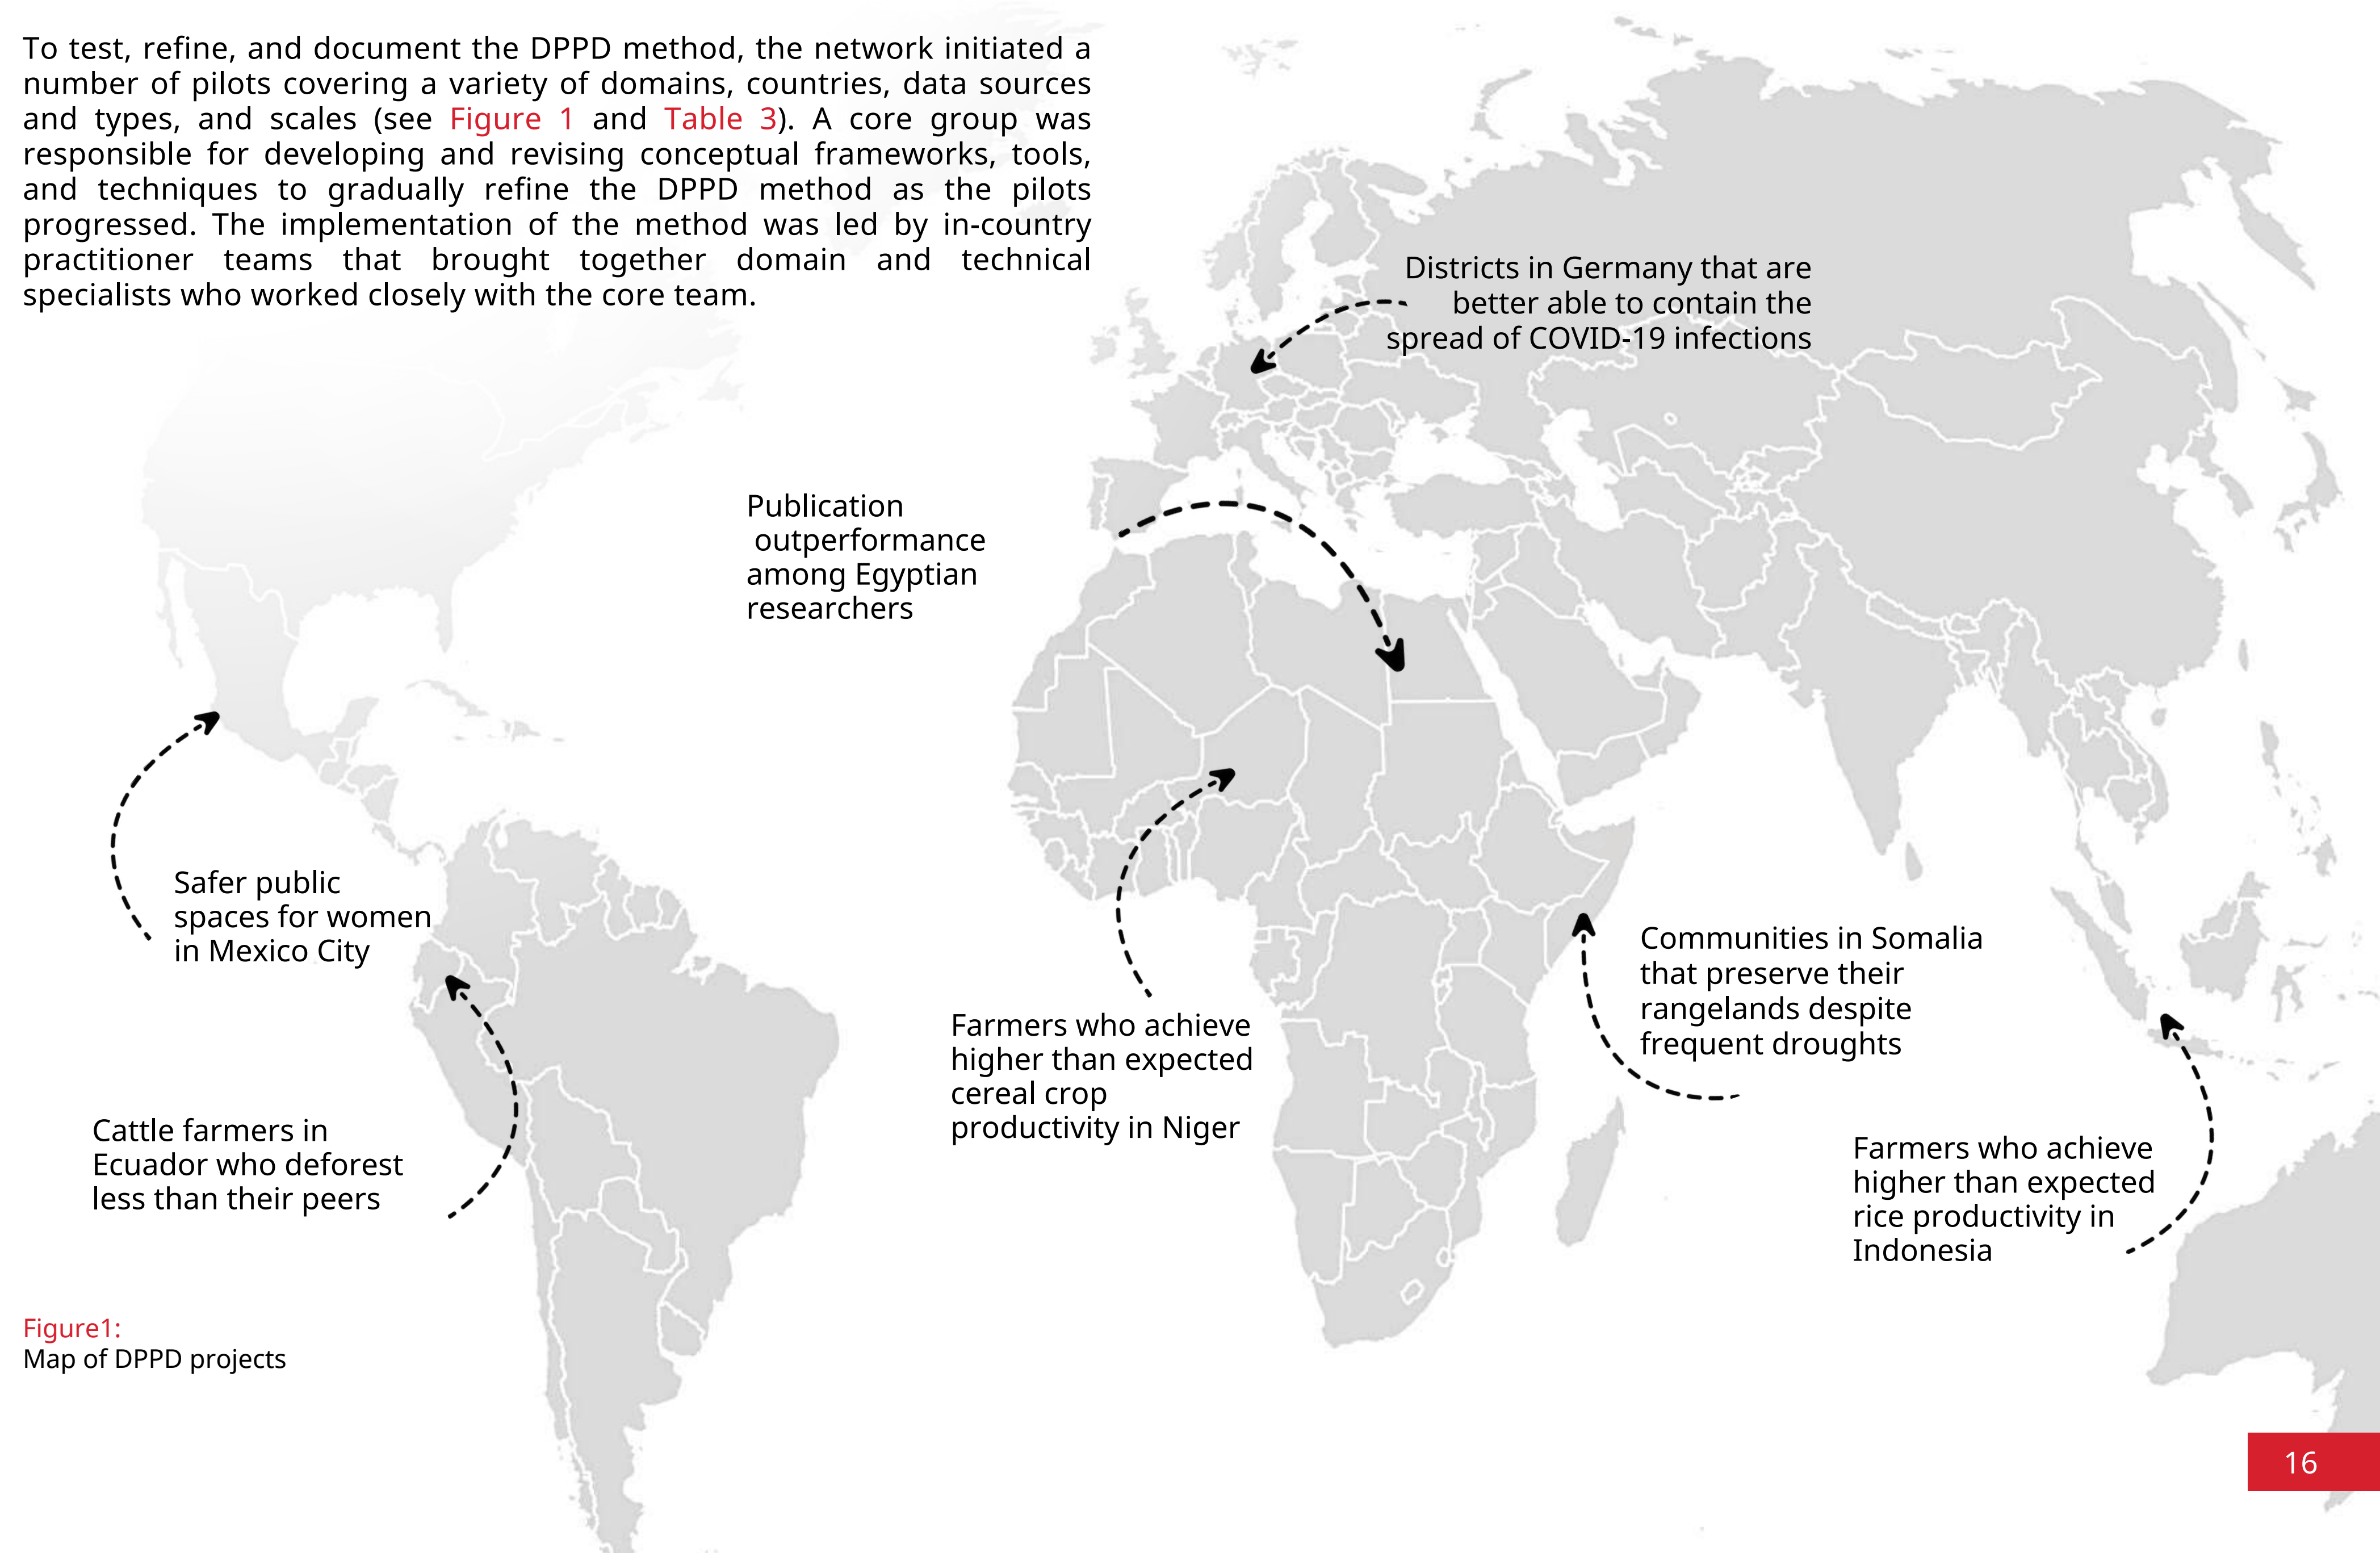 To test, refine, and document the DPPD method, the network initiated a
number of pilots covering a variety of domains, countries, data sources
and types, and scales (see Figure 1 and Table 3). A core group was
responsible for developing and revising conceptual frameworks, tools,
and techniques to gradually refine the DPPD method as the pilots
progressed. The implementation of the method was led by in-country
practitioner teams that brought together domain and technical
specialists who worked closely with the core team.
Districts in Germany that are
better able to contain the
spread of COVID-19 infections
Publication
outperformance
among Egyptian
researchers
Safer public
spaces for women
in Mexico City
Communities in Somalia
that preserve their
rangelands despite
frequent droughts
Farmers who achieve
higher than expected
cereal crop
productivity in Niger
Cattle farmers in
Ecuador who deforest
less than their peers
Farmers who achieve
higher than expected
rice productivity in
Indonesia
Figure1:
Map of DPPD projects
16